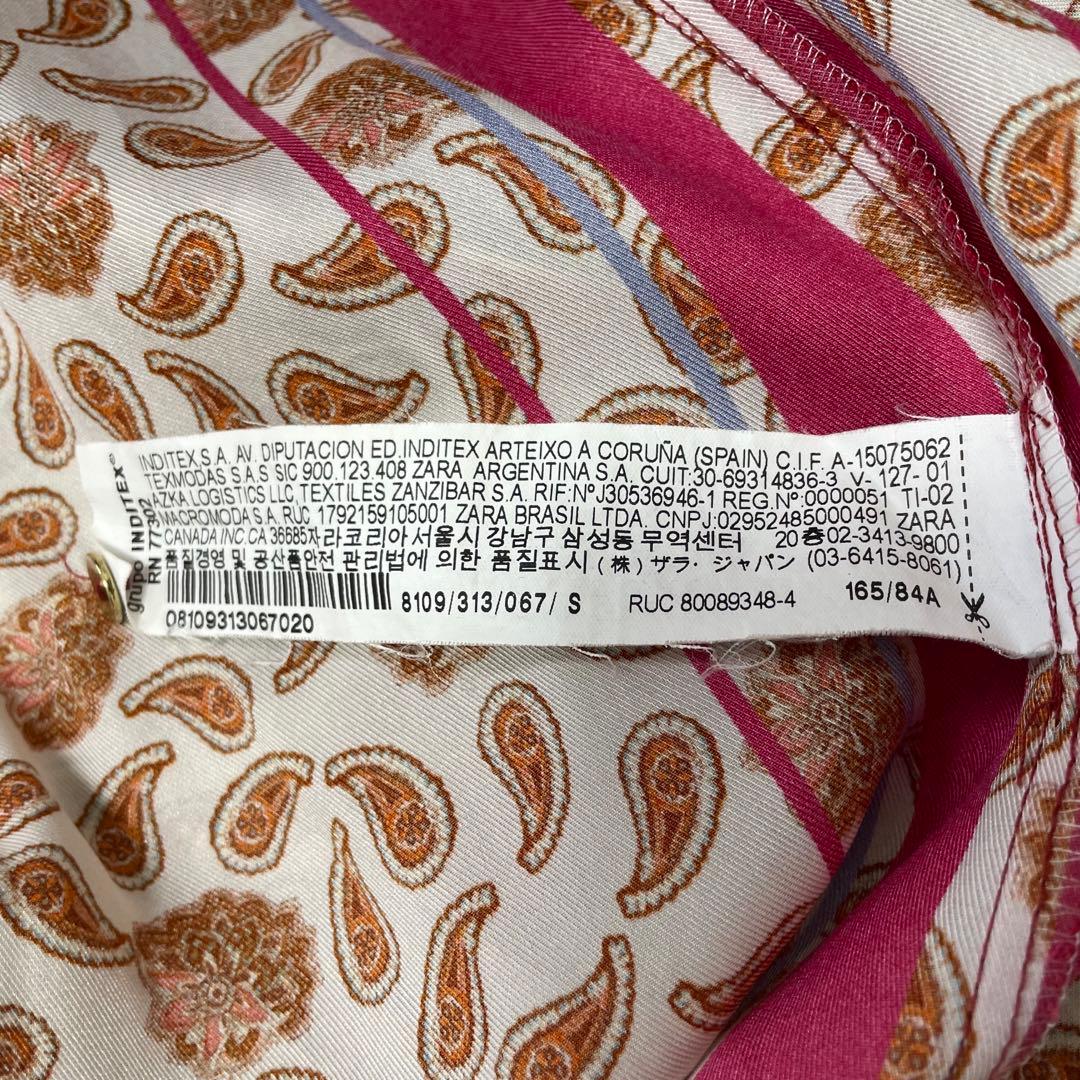 INDITEX,S.A. AV. DIPUTACION ED.INDITEX ARTEIXO A CORUÑA (SPAIN) C.I.F. A-15075062
TEXMODAS S.A.S SIC 900.123.408 ZARA ARGENTINA S.A. CUIT:30-69314836-3 V-127-01
AZKA LOGISTICS LLC,TEXTILES ZANZIBAR S.A. RIF:NºJ30536946-1 REG.Nº:0000051 TI-02
MACROMODA S.A. RUC 1792159105001 ZARA BRASIL LTDA. CNPJ:02952485000491 ZARA
CANADA INC.CA 36685자라코리아서울시 강남구 삼성동 무역센터 20층02-3413-9800
품질경영 및 공산품안전 관리법에 의한 품질표시 (株) ザラ・ジャパン (03-6415-8061)
8109/313/067/ S RUC 80089348-4 165/84A
08109313067020
grupo INDITEX®
RN 77302